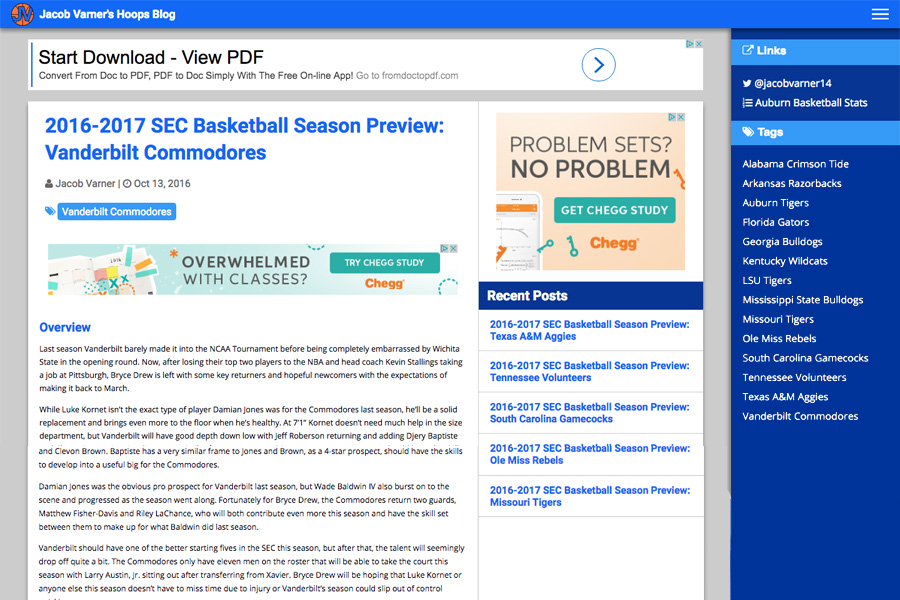 Jacob Varner's Hoops Blog
Start Download - View PDF
Convert From Doc to PDF, PDF to Doc Simply With The Free On-line App! Go to fromdoctopdf.com
2016-2017 SEC Basketball Season Preview:
Vanderbilt Commodores
Jacob Varner | Oct 13, 2016
Vanderbilt Commodores
*OVERWHELMED
WITH CLASSES?
TRY CHEGG STUDY
Chegg
Overview
Last season Vanderbilt barely made it into the NCAA Tournament before being completely embarrassed by Wichita
State in the opening round. Now, after losing their top two players to the NBA and head coach Kevin Stallings taking
a job at Pittsburgh, Bryce Drew is left with some key returners and hopeful newcomers with the expectations of
making it back to March.
While Luke Kornet isn't the exact type of player Damian Jones was for the Commodores last season, he'll be a solid
replacement and brings even more to the floor when he's healthy. At 7'1" Kornet doesn't need much help in the size
department, but Vanderbilt will have good depth down low with Jeff Roberson returning and adding Djery Baptiste
and Clevon Brown. Baptiste has a very similar frame to Jones and Brown, as a 4-star prospect, should have the skills
to develop into a useful big for the Commodores.
Damian Jones was the obvious pro prospect for Vanderbilt last season, but Wade Baldwin IV also burst on to the
scene and progressed as the season went along. Fortunately for Bryce Drew, the Commodores return two guards,
Matthew Fisher-Davis and Riley LaChance, who will both contribute even more this season and have the skill set
between them to make up for what Baldwin did last season.
Vanderbilt should have one of the better starting fives in the SEC this season, but after that, the talent will seemingly
drop off quite a bit. The Commodores only have eleven men on the roster that will be able to take the court this
season with Larry Austin, Jr. sitting out after transferring from Xavier. Bryce Drew will be hoping that Luke Kornet or
anyone else this season doesn't have to miss time due to injury or Vanderbilt's season could slip out of control
PROBLEM SETS?
NO PROBLEM
GET CHEGG STUDY
Chegg
Recent Posts
2016-2017 SEC Basketball Season Preview:
Texas A&M Aggies
2016-2017 SEC Basketball Season Preview:
Tennessee Volunteers
2016-2017 SEC Basketball Season Preview:
South Carolina Gamecocks
2016-2017 SEC Basketball Season Preview:
Ole Miss Rebels
2016-2017 SEC Basketball Season Preview:
Missouri Tigers
Links
@jacobvarner14
Auburn Basketball Stats
Tags
Alabama Crimson Tide
Arkansas Razorbacks
Auburn Tigers
Florida Gators
Georgia Bulldogs
Kentucky Wildcats
LSU Tigers
Mississippi State Bulldogs
Missouri Tigers
Ole Miss Rebels
South Carolina Gamecocks
Tennessee Volunteers
Texas A&M Aggies
Vanderbilt Commodores